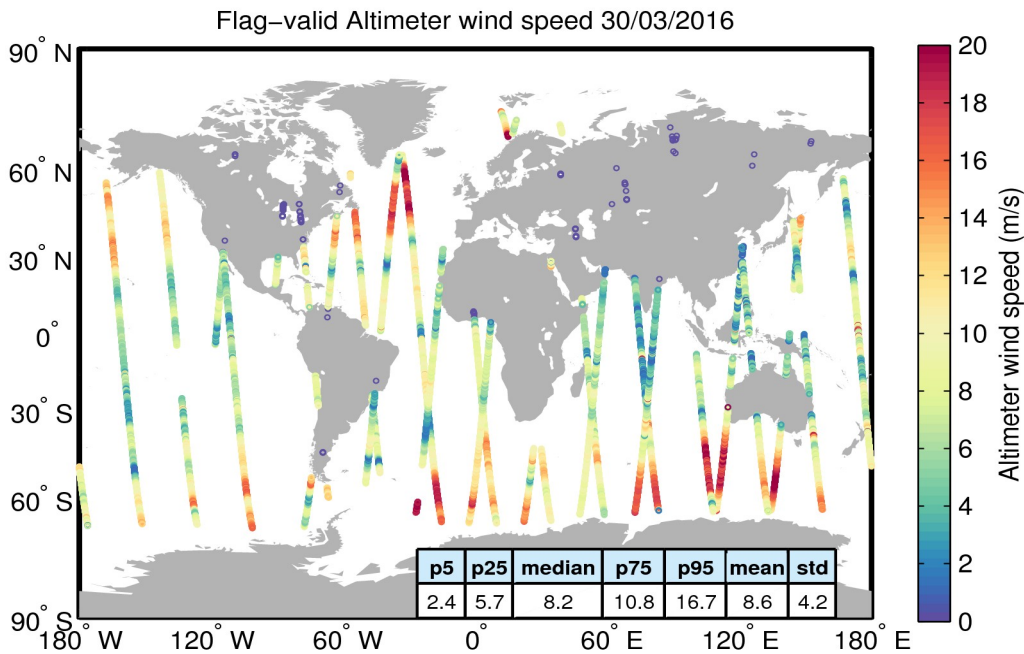 Flag−valid Altimeter wind speed 30/03/2016
90° N
60° N
30° N
0°
30° S
60° S
90° S
180° W
120° W
60° W
0°
60° E
120° E
180° E
p5 p25 median p75 p95 mean std
2.4 5.7 8.2 10.8 16.7 8.6 4.2
20
18
16
14
12
10
8
6
4
2
0
Altimeter wind speed (m/s)